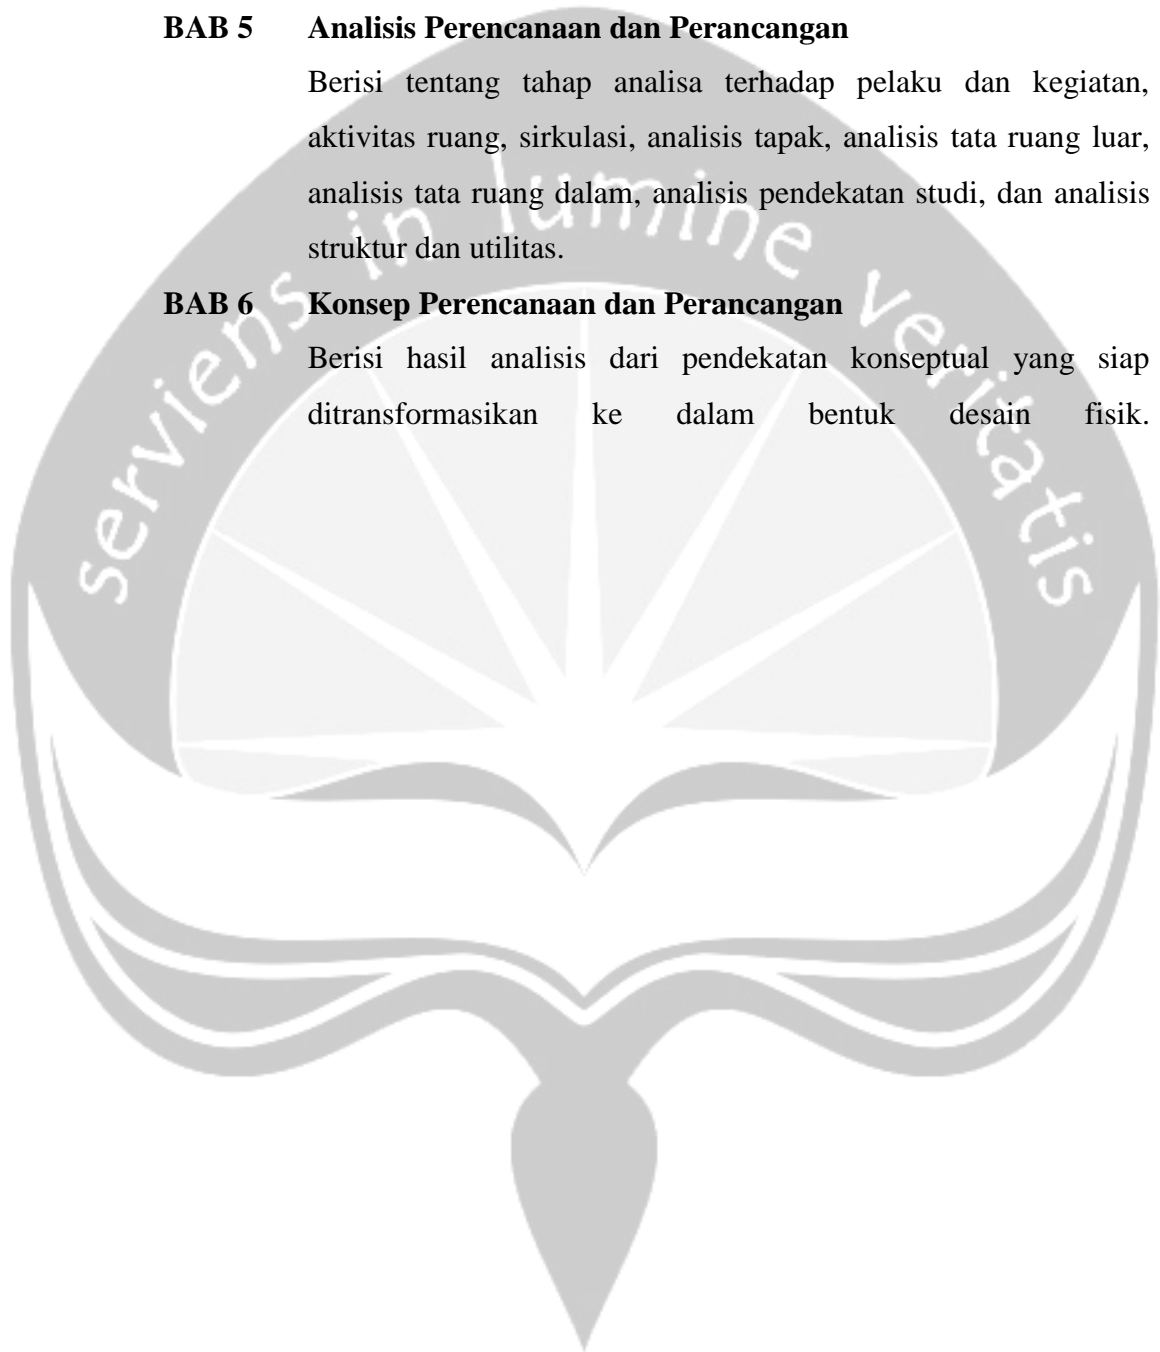 BAB 5 Analisis Perencanaan dan Perancangan
Berisi tentang tahap analisa terhadap pelaku dan kegiatan,
aktivitas ruang, sirkulasi, analisis tapak, analisis tata ruang luar,
analisis tata ruang dalam, analisis pendekatan studi, dan analisis
struktur dan utilitas.
BAB 6 Konsep Perencanaan dan Perancangan
Berisi hasil analisis dari pendekatan konseptual yang siap
ditransformasikan ke dalam bentuk desain fisik.
serviens in lumine veritatis